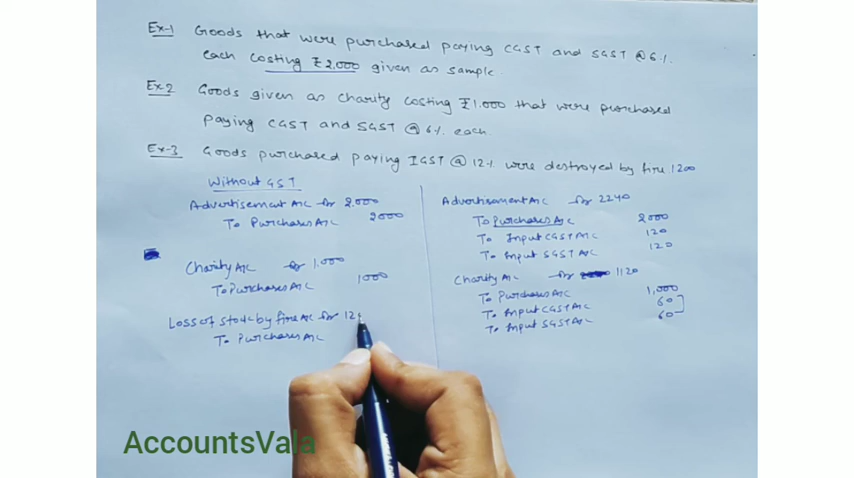 Ex-1 Goods that were purchased paying CGST and SGST @ 6%.
each costing ₹2,000 given as sample.
Ex-2 Goods given as charity costing ₹1,000 that were purchased
paying CGST and SGST @ 6%. each.
Ex-3 Goods purchased paying IGST @ 12% were destroyed by fire 1200
Without GST
Advertisement A/c Dr 2,000
To Purchases A/c 2000
Charity A/c Dr 1,000
To Purchases A/c 1000
Loss of stock by fire A/c Dr 12
To Purchases A/c
Advertisement A/c Dr 2240
To Purchases A/c 2000
To Input CGST A/c 120
To Input SGST A/c 120
Charity A/c Dr 1120
To Purchases A/c 1,000
To Input CGST A/c 60
To Input SGST A/c 60
AccountsVala